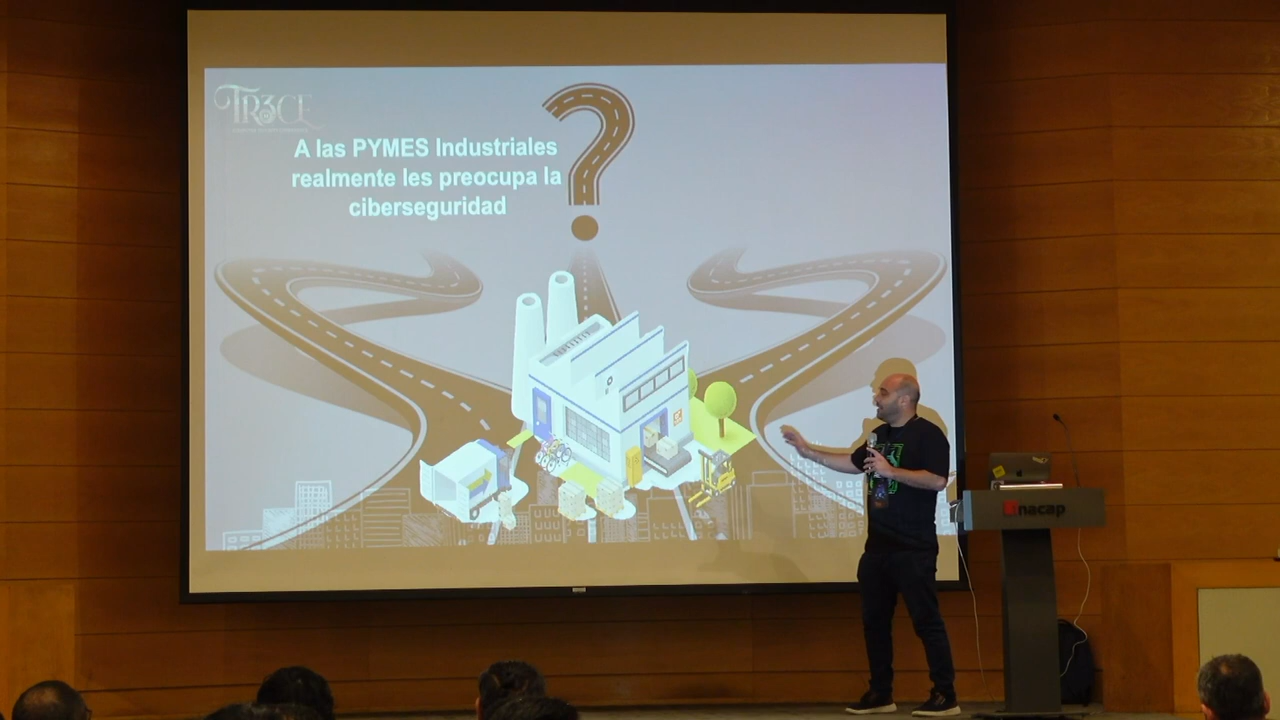 TR3CE
A las PYMES Industriales
realmente les preocupa la
ciberseguridad
?
inacap